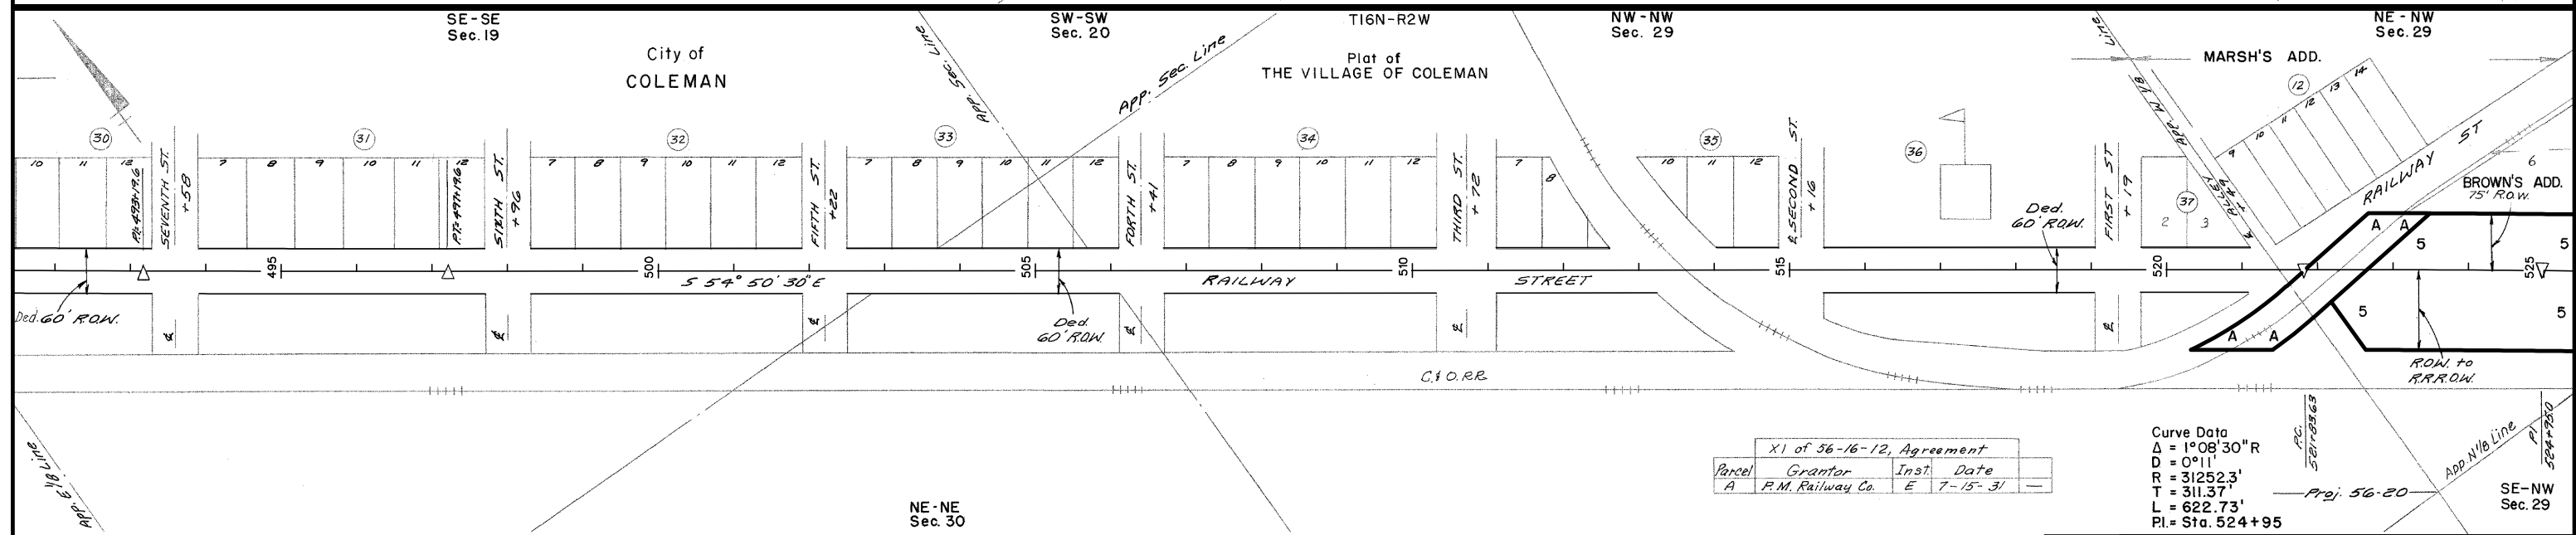 SE-SE
Sec. 19
SW-SW
Sec. 20
T16N-R2W
NW-NW
Sec. 29
NE-NW
Sec. 29
City of
COLEMAN
App. Sec. Line
App. Sec. Line
Plat of
THE VILLAGE OF COLEMAN
Line
App. W 1/8
MARSH'S ADD.
30
31
32
33
34
35
36
37
12
10 11 12
7 8 9 10 11 12
7 8 9 10 11 12
7 8 9 10 11 12
7 8 9 10 11 12
7 8
10 11 12
2 3
9 10 11 12 13 14
SEVENTH ST.
+58
SIXTH ST.
+96
FIFTH ST.
+22
FORTH ST.
+41
THIRD ST.
+72
SECOND ST.
+16
FIRST ST
+19
ALLEY
RAILWAY ST
6
BROWN'S ADD.
75' R.O.W.
Ded.
60' R.O.W.
A A
5
5
495
500
505
510
515
520
525
S 54° 50' 30" E
RAILWAY
STREET
Ded. 60' R.O.W.
Ded.
60' R.O.W.
5
5
A A
R.O.W. to
R.R.R.O.W.
C.&O.RR
App. E 1/8 Line
NE-NE
Sec. 30
X1 of 56-16-12, Agreement
Parcel Grantor Inst. Date
A P.M. Railway Co. E 7-15-31 —
Curve Data
Δ = 1°08'30"R
D = 0°11'
R = 31252.3'
T = 311.37'
L = 622.73'
P.I.= Sta. 524+95
P.C.
521+83.63
Proj. 56-20
App. N 1/8 Line
P.I.
524+95.0
SE-NW
Sec. 29